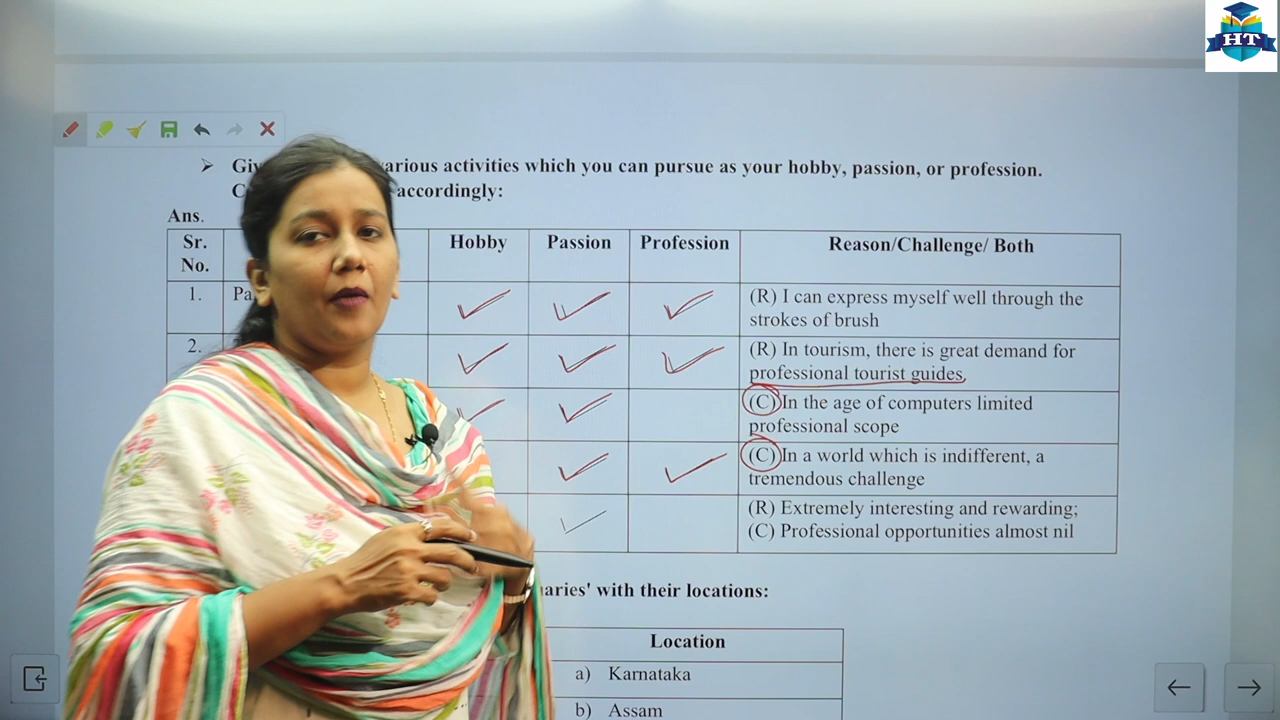 HT
various activities which you can pursue as your hobby, passion, or profession.
accordingly:
Ans.
Sr. No.
Hobby
Passion
Profession
Reason/Challenge/ Both
1.
(R) I can express myself well through the
strokes of brush
2.
(R) In tourism, there is great demand for
professional tourist guides,
(C) In the age of computers limited
professional scope
(C) In a world which is indifferent, a
tremendous challenge
(R) Extremely interesting and rewarding;
(C) Professional opportunities almost nil
with their locations:
Location
a) Karnataka
b) Assam